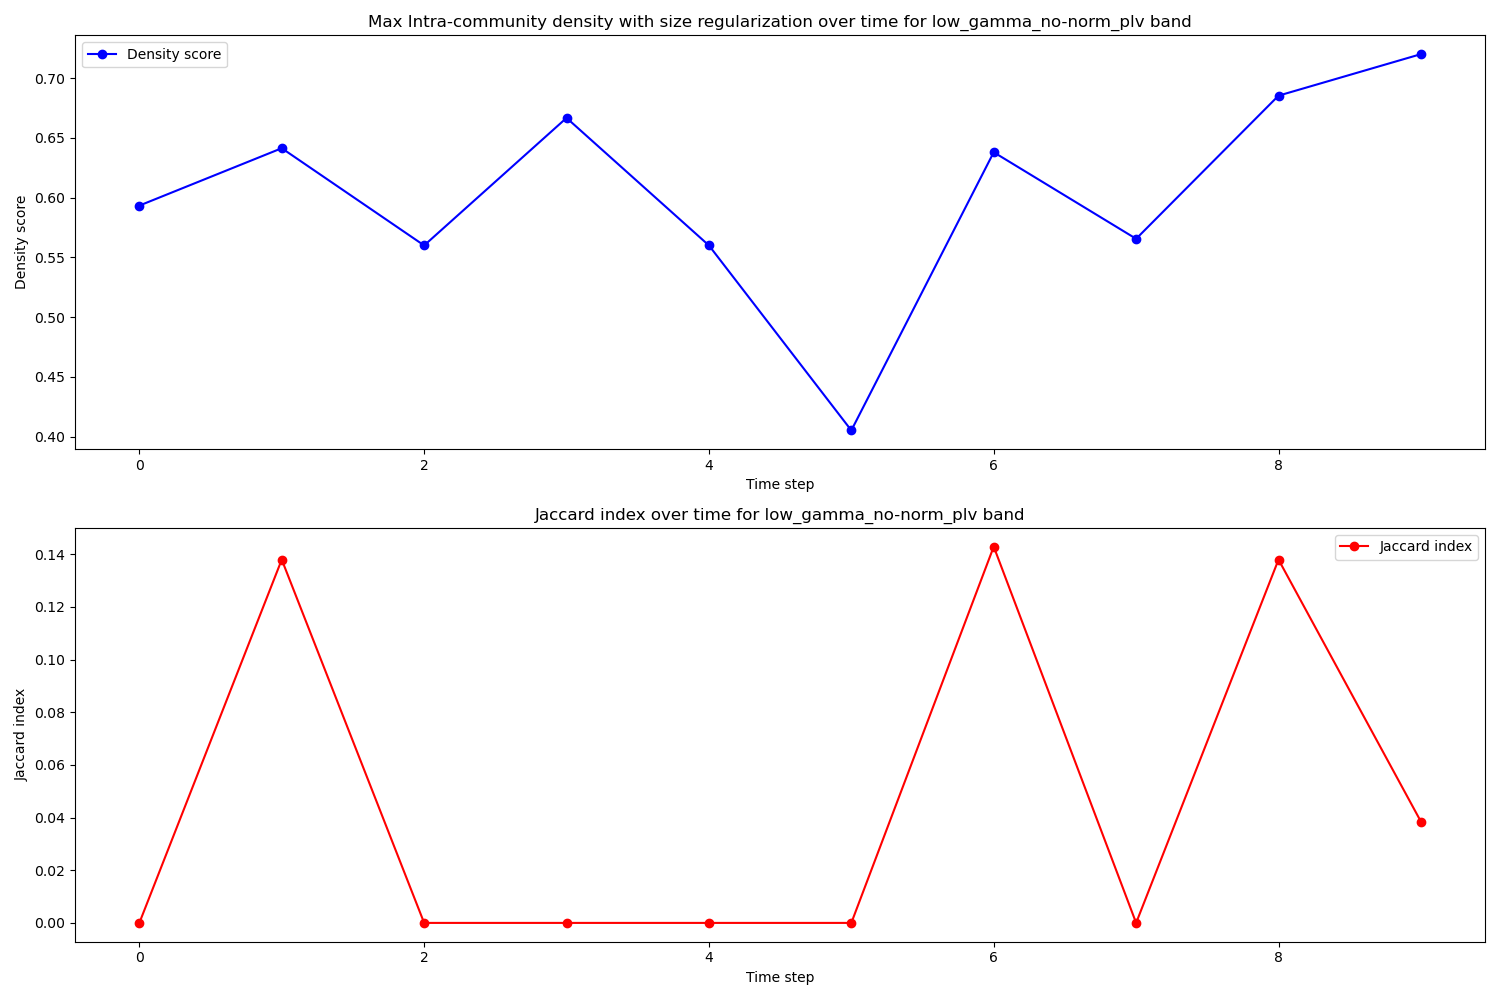 Max Intra-community density with size regularization over time for low_gamma_no-norm_plv band
Density score
0.70
0.65
0.60
0.55
0.50
0.45
0.40
Density score
0 2 4 6 8
Time step
Jaccard index over time for low_gamma_no-norm_plv band
Jaccard index
0.14
0.12
0.10
0.08
0.06
0.04
0.02
0.00
Jaccard index
0 2 4 6 8
Time step